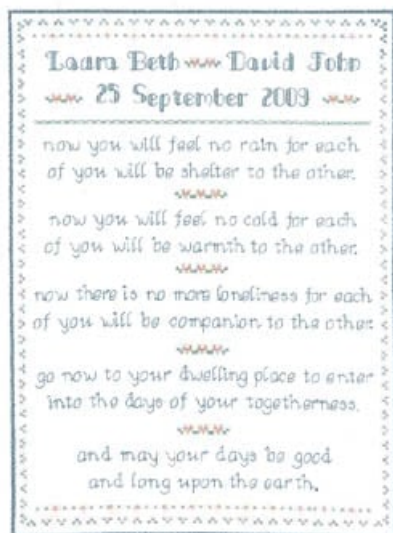 Laura Beth David John
25 September 2009
now you will feel no rain for each
of you will be shelter to the other.
now you will feel no cold for each
of you will be warmth to the other.
now there is no more loneliness for each
of you will be companion to the other.
go now to your dwelling place to enter
into the days of your togetherness.
and may your days be good
and long upon the earth.